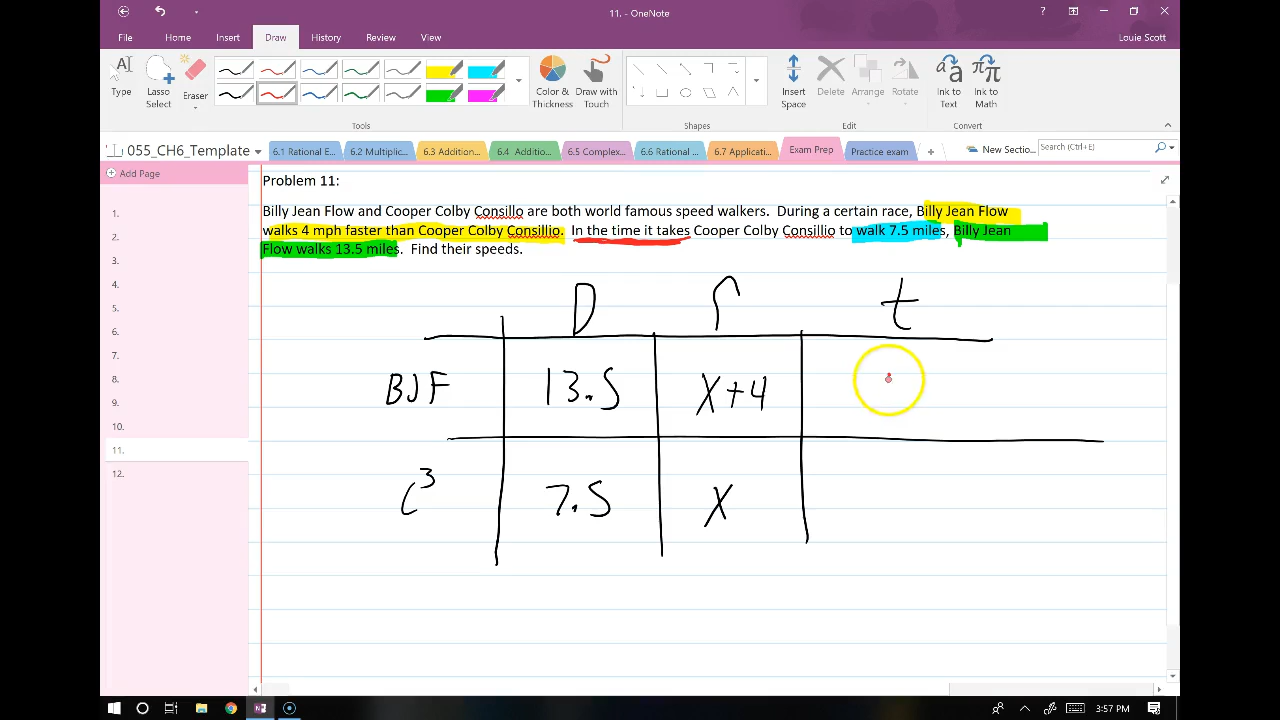 11. - OneNote
?
File
Home
Insert
Draw
History
Review
View
Louie Scott
Type
Lasso
Select
Eraser
Color &
Thickness
Draw with
Touch
Insert
Space
Delete
Arrange
Rotate
Ink to
Text
Ink to
Math
Tools
Shapes
Edit
Convert
055_CH6_Template
6.1 Rational E...
6.2 Multiplic...
6.3 Addition...
6.4 Additio...
6.5 Complex...
6.6 Rational ...
6.7 Applicati...
Exam Prep
Practice exam
+
New Sectio...
Search (Ctrl+E)
Add Page
1.
2.
3.
4.
5.
6.
7.
8.
9.
10.
11.
12.
Problem 11:
Billy Jean Flow and Cooper Colby Consillo are both world famous speed walkers. During a certain race, Billy Jean Flow
walks 4 mph faster than Cooper Colby Consillio. In the time it takes Cooper Colby Consillio to walk 7.5 miles, Billy Jean
Flow walks 13.5 miles. Find their speeds.
D r t
BJF 13.5 x+4
C³ 7.5 x
3:57 PM